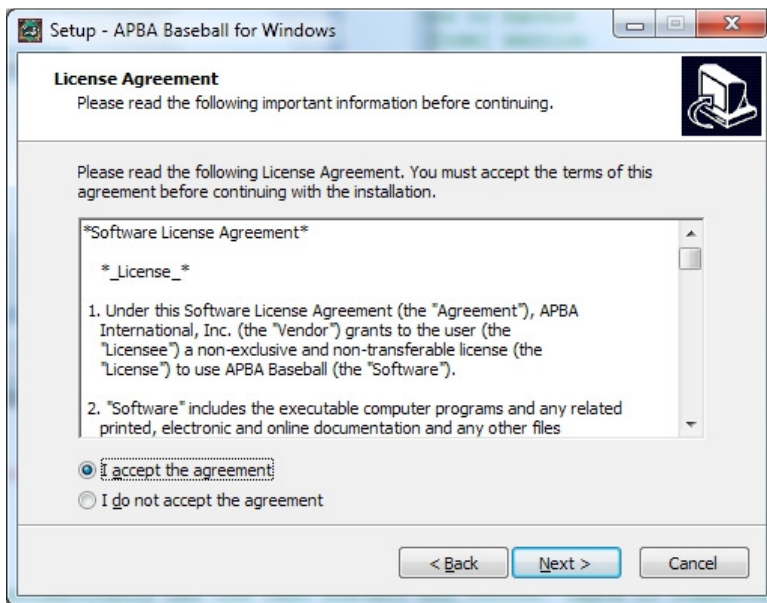 Setup - APBA Baseball for Windows
License Agreement
Please read the following important information before continuing.
Please read the following License Agreement. You must accept the terms of this
agreement before continuing with the installation.
*Software License Agreement*
*_License_*
1. Under this Software License Agreement (the "Agreement"), APBA
International, Inc. (the "Vendor") grants to the user (the
"Licensee") a non-exclusive and non-transferable license (the
"License") to use APBA Baseball (the "Software").
2. "Software" includes the executable computer programs and any related
printed, electronic and online documentation and any other files
I accept the agreement
I do not accept the agreement
< Back
Next >
Cancel